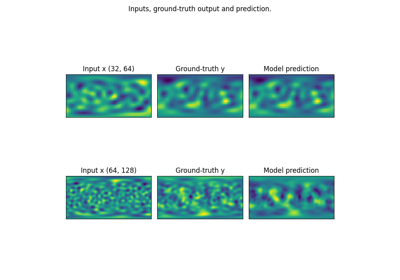 Inputs, ground-truth output and prediction.
Input x (32, 64) Ground-truth y Model prediction
Input x (64, 128) Ground-truth y Model prediction